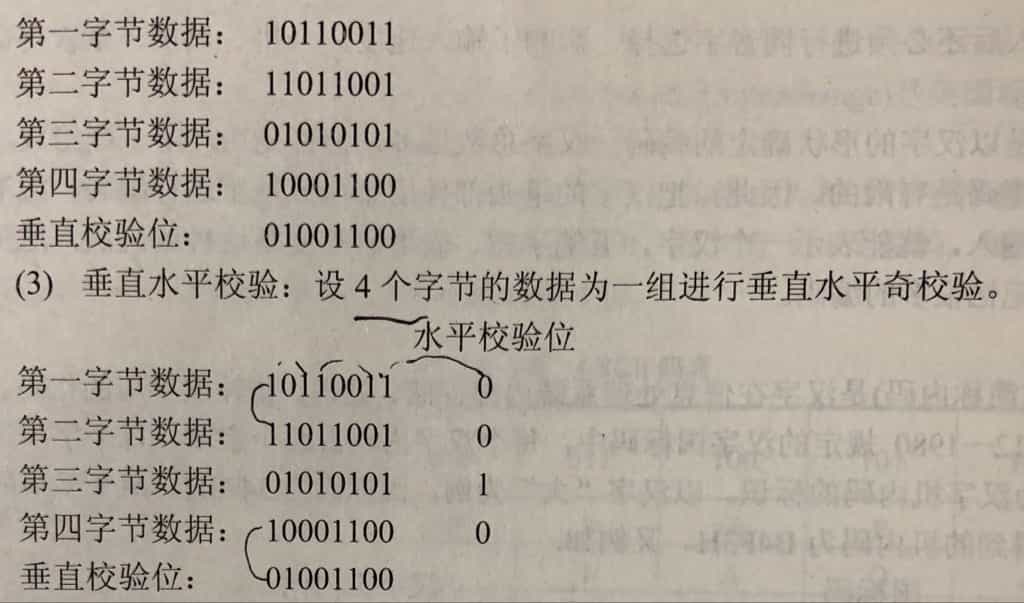 第一字节数据： 10110011
第二字节数据： 11011001
第三字节数据： 01010101
第四字节数据： 10001100
垂直校验位： 01001100
(3) 垂直水平校验：设 4 个字节的数据为一组进行垂直水平奇校验。
水平校验位
第一字节数据： 10110011 0
第二字节数据： 11011001 0
第三字节数据： 01010101 1
第四字节数据： 10001100 0
垂直校验位： 01001100